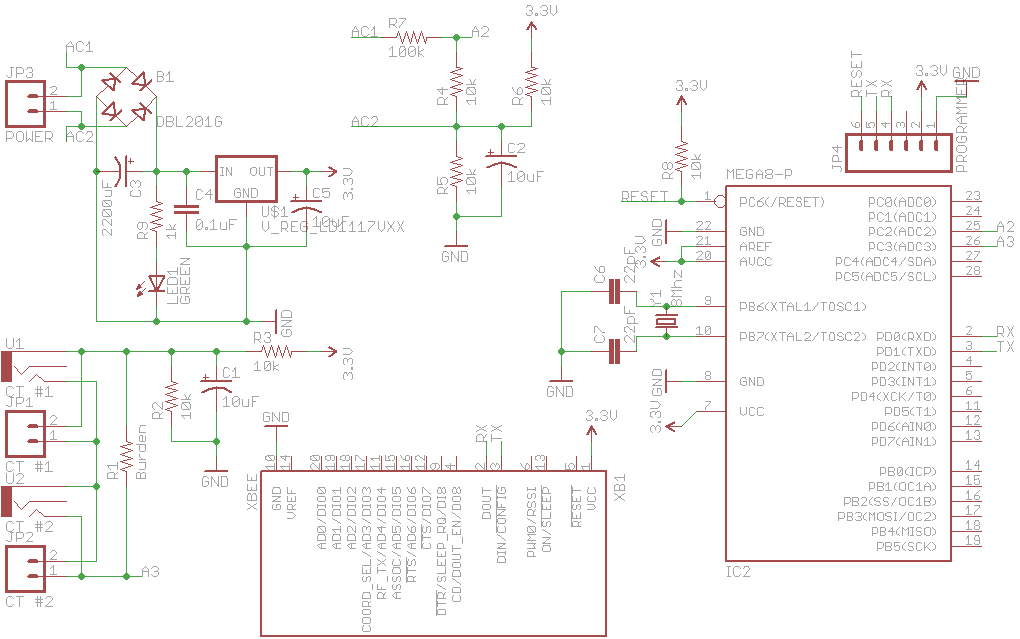 AC1
JP3
2
1
POWER
AC2
B1
DBL201G
C3
2200uF
+
R9
1k
C4
0.1uF
IN
OUT
GND
U$1
V_REG_LDI117VXX
C5
10uF
+
3.3V
LED1
GREEN
GND
AC1
R7
100k
A2
3.3V
R4
10k
R6
10k
AC2
R5
10k
C2
10uF
+
GND
3.3V
R8
10k
RESET
GND
3.3V
C6
22pF
Y1
8Mhz
C7
22pF
GND
GND
3.3V
RESET
TX
RX
3.3V
GND
6
5
4
3
2
1
JP4
PROGRAMMER
MEGA8-P
1
PC6(/RESET)
22
GND
21
AREF
20
AVCC
9
PB6(XTAL1/TOSC1)
10
PB7(XTAL2/TOSC2)
8
GND
7
VCC
PC0(ADC0)
23
PC1(ADC1)
24
PC2(ADC2)
25
A2
PC3(ADC3)
26
A3
PC4(ADC4/SDA)
27
PC5(ADC5/SCL)
28
PD0(RXD)
2
RX
PD1(TXD)
3
TX
PD2(INT0)
4
PD3(INT1)
5
PD4(XCK/T0)
6
PD5(T1)
11
PD6(AIN0)
12
PD7(AIN1)
13
PB0(ICP)
14
PB1(OC1A)
15
PB2(SS/OC1B)
16
PB3(MOSI/OC2)
17
PB4(MISO)
18
PB5(SCK)
19
IC2
U1
CT #1
JP1
2
1
CT #1
U2
CT #2
JP2
2
1
CT #2
A3
R1
Burden
R2
10k
C1
10uF
+
GND
R3
10k
3.3V
GND
RX
TX
3.3V
XBEE
XB1
10
GND
14
VREF
20
AD0/DIO0
19
AD1/DIO1
18
AD2/DIO2
17
COORD_SEL/AD3/DIO3
11
RF_TX/AD4/DIO4
15
ASSOC/AD5/DIO5
16
RTS/AD6/DIO6
12
CTS/DIO7
9
DTR/SLEEP_RQ/DI8
4
CD/DOUT_EN/DO8
2
DOUT
3
DIN/CONFIG
6
PWM0/RSSI
13
ON/SLEEP
5
RESET
1
VCC